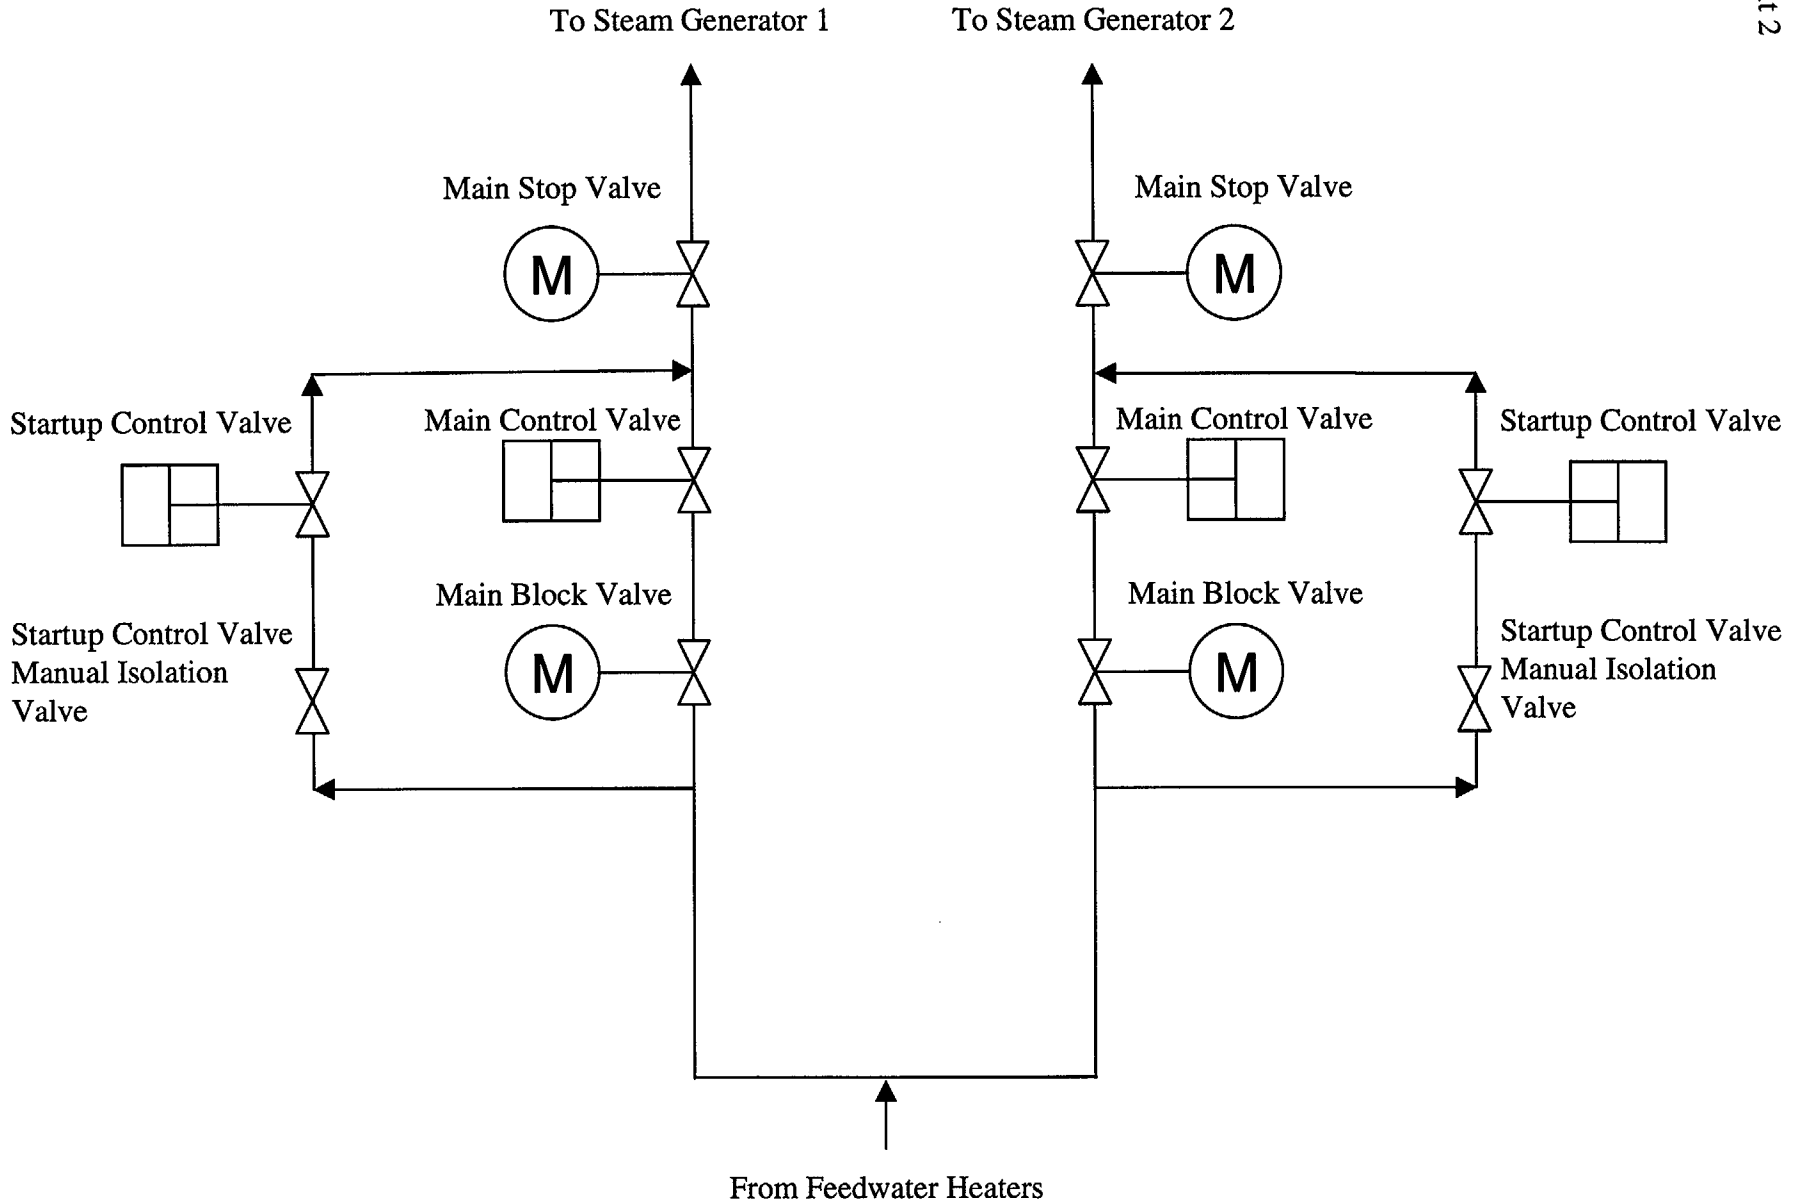 t 2
To Steam Generator 1
To Steam Generator 2
Main Stop Valve
Main Stop Valve
M
M
Startup Control Valve
Main Control Valve
Main Control Valve
Startup Control Valve
Main Block Valve
Main Block Valve
Startup Control Valve
Manual Isolation
Valve
M
M
Startup Control Valve
Manual Isolation
Valve
From Feedwater Heaters